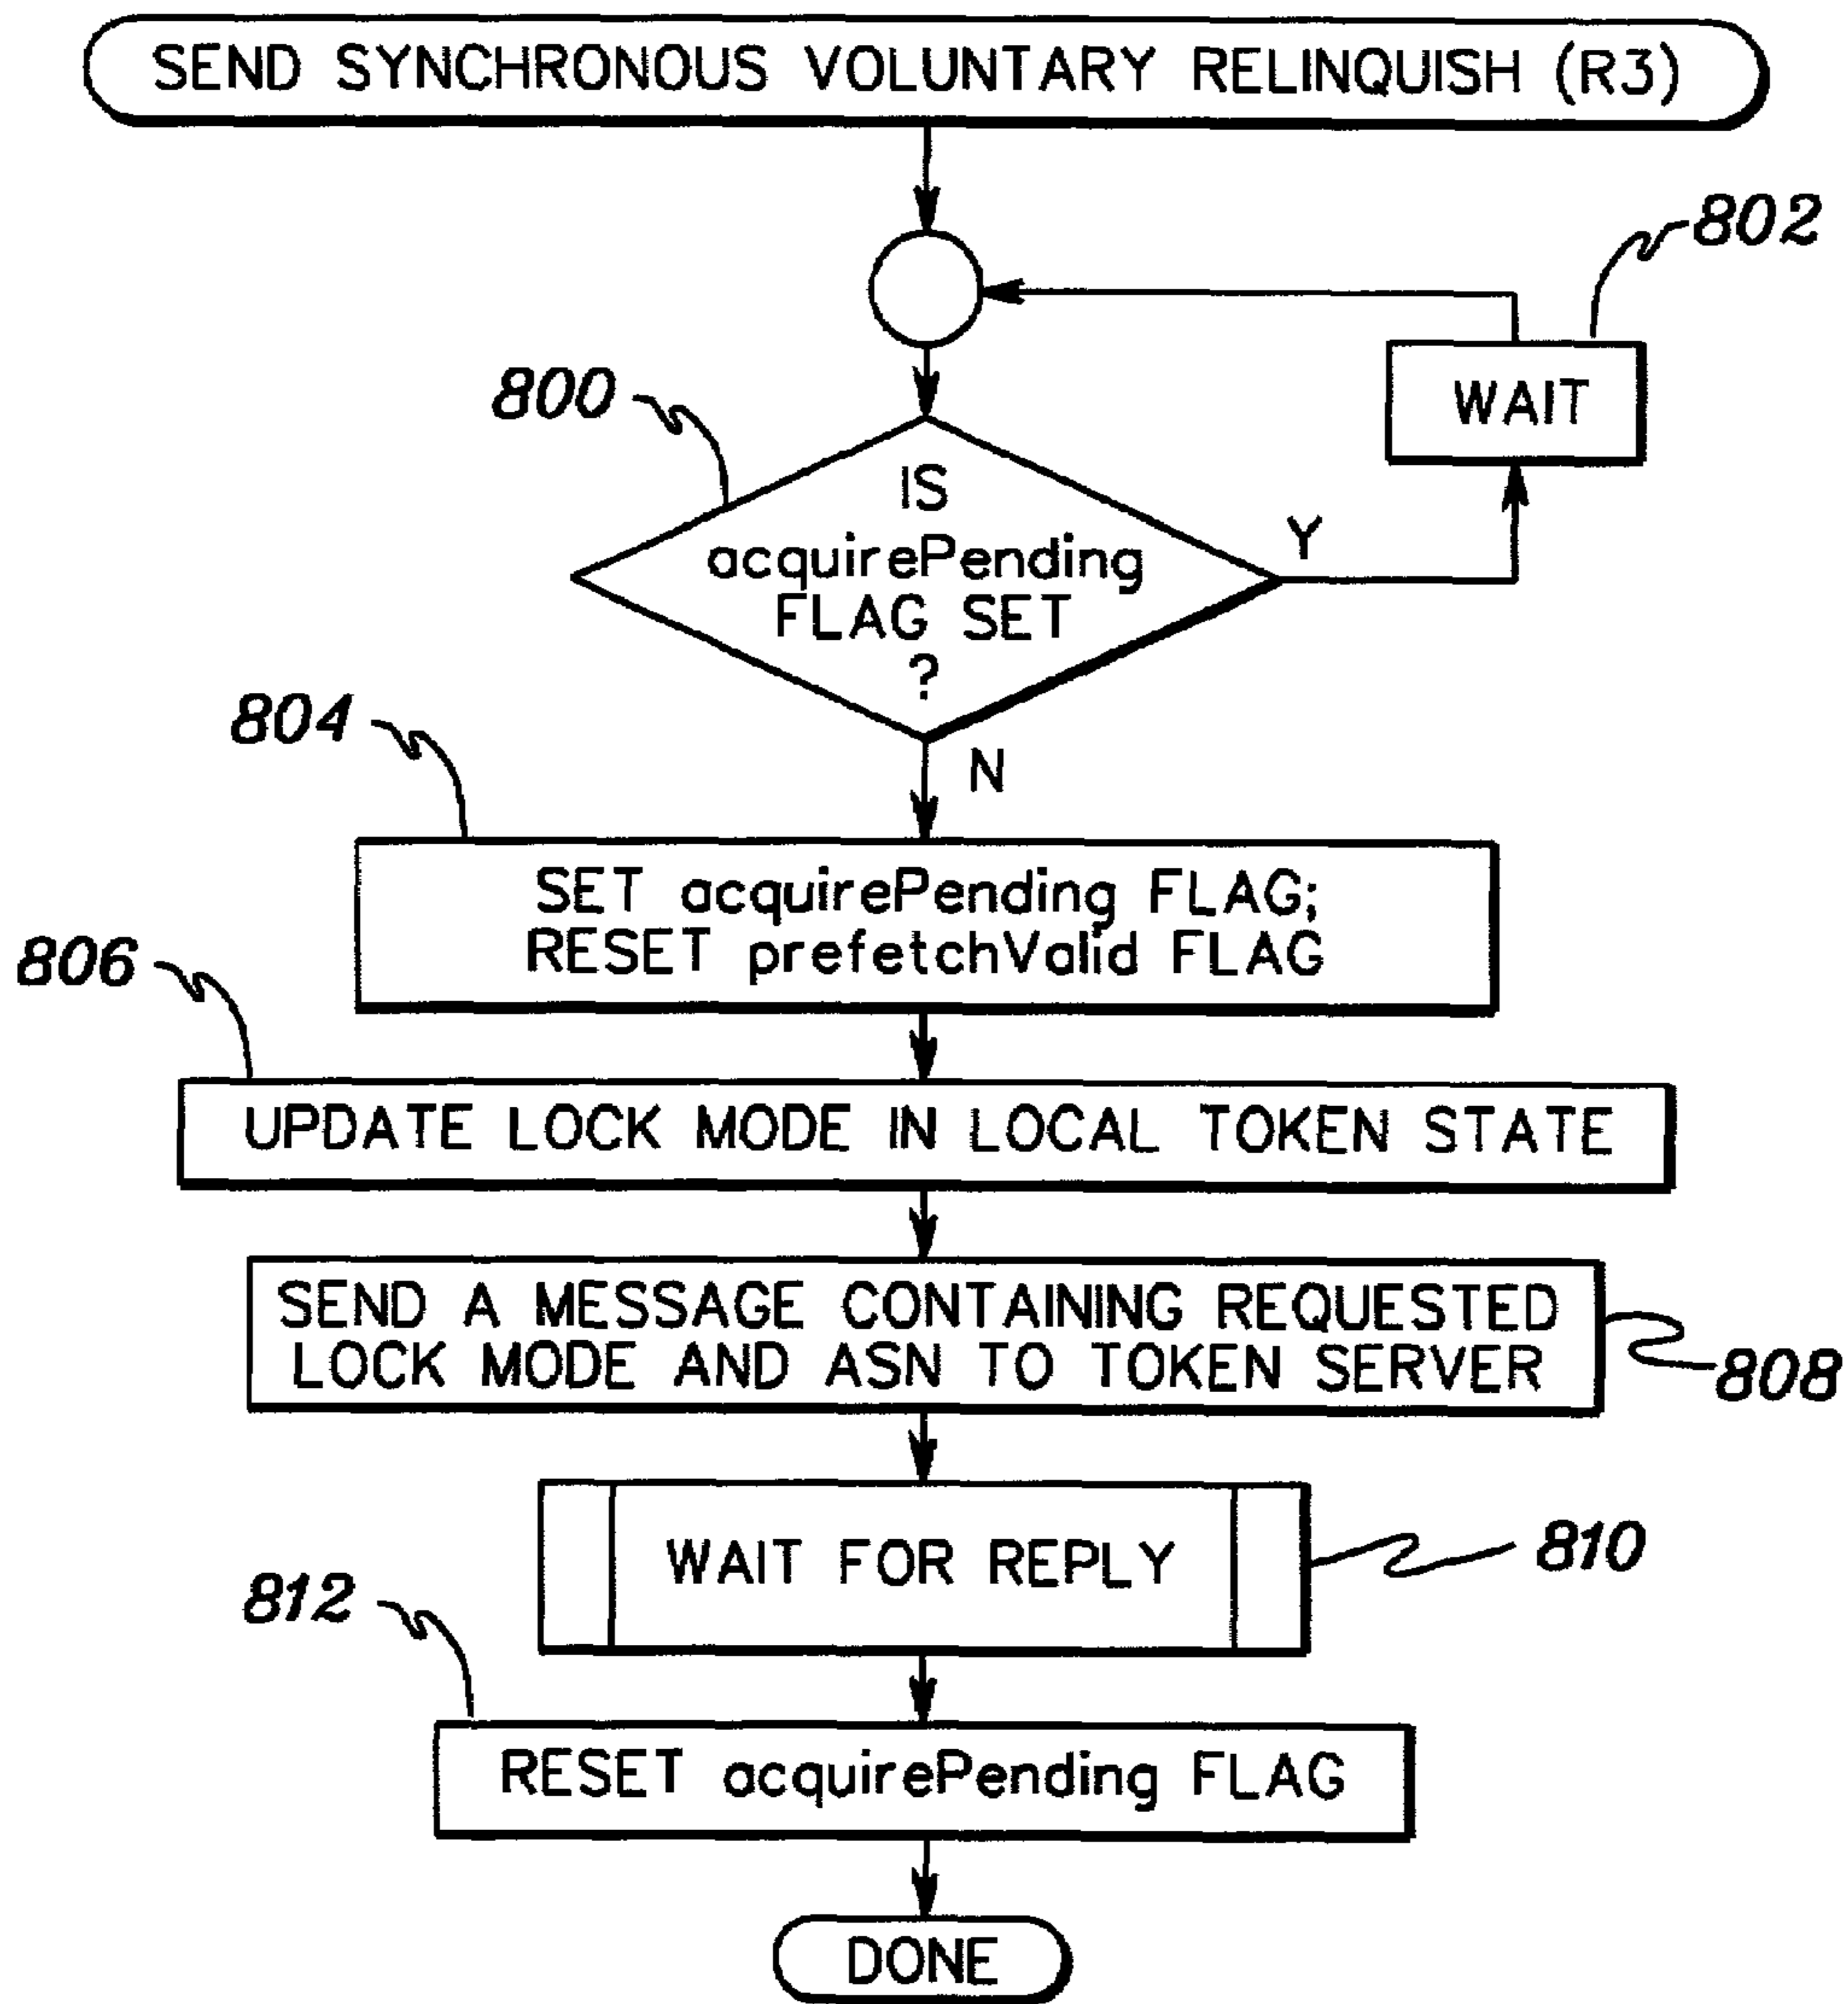 SEND SYNCHRONOUS VOLUNTARY RELINQUISH (R3)
802
WAIT
800
IS
acquirePending
FLAG SET
?
Y
N
804
SET acquirePending FLAG;
RESET prefetchValid FLAG
806
UPDATE LOCK MODE IN LOCAL TOKEN STATE
SEND A MESSAGE CONTAINING REQUESTED
LOCK MODE AND ASN TO TOKEN SERVER
808
WAIT FOR REPLY
810
812
RESET acquirePending FLAG
DONE